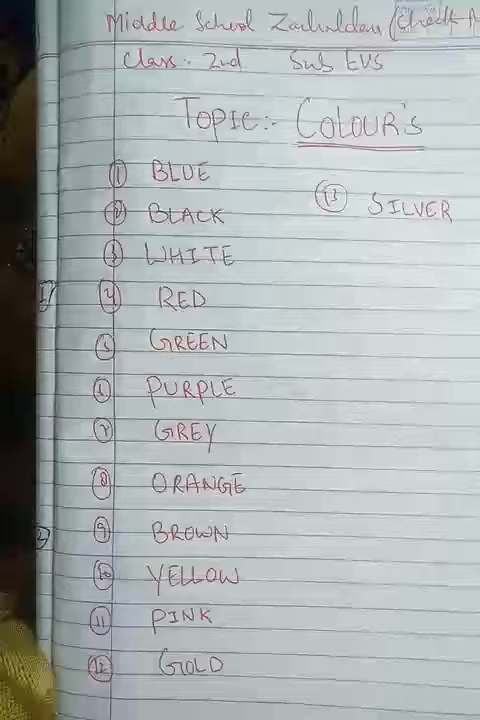 Middle School Zachaldara
Class:- 2nd Sub EVS
Topic:- COLOUR'S
1 BLUE
2 BLACK
3 WHITE
4 RED
5 GREEN
6 PURPLE
7 GREY
8 ORANGE
9 BROWN
10 YELLOW
11 PINK
12 GOLD
13 SILVER